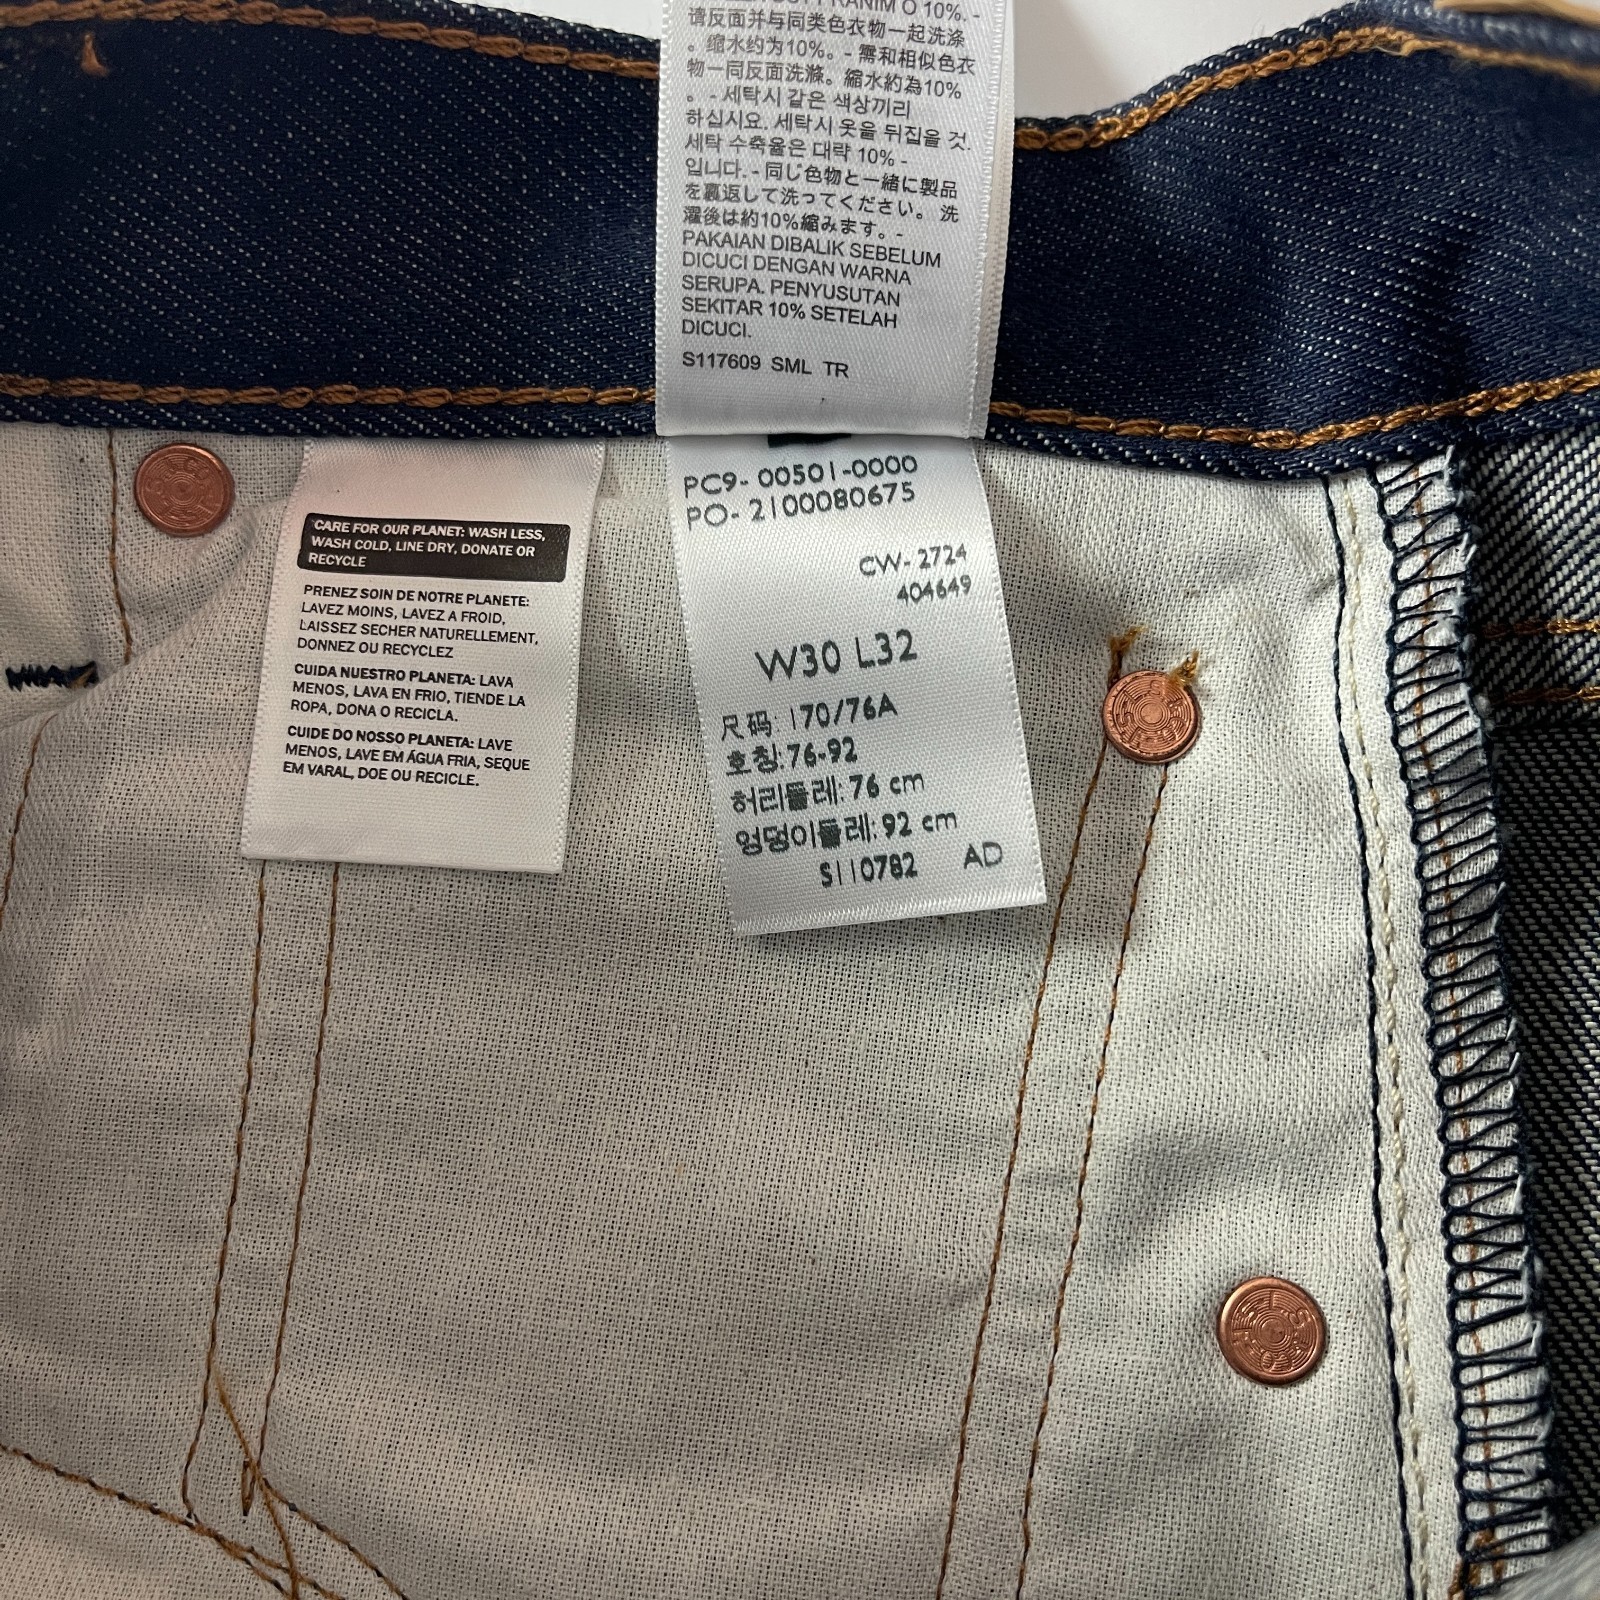 RANIM O 10%. -
请反面并与同类色衣物一起洗涤
。缩水约为10%。- 需和相似色衣
物一同反面洗滌。縮水約為10%
。- 세탁시 같은 색상끼리
하십시요. 세탁시 옷을 뒤집을 것.
세탁 수축율은 대략 10% -
입니다. - 同じ色物と一緒に製品
を裏返して洗ってください。洗
濯後は約10%縮みます。-
PAKAIAN DIBALIK SEBELUM
DICUCI DENGAN WARNA
SERUPA. PENYUSUTAN
SEKITAR 10% SETELAH
DICUCI.
S117609 SML TR
CARE FOR OUR PLANET: WASH LESS,
WASH COLD, LINE DRY, DONATE OR
RECYCLE
PRENEZ SOIN DE NOTRE PLANETE:
LAVEZ MOINS, LAVEZ A FROID,
LAISSEZ SECHER NATURELLEMENT,
DONNEZ OU RECYCLEZ
CUIDA NUESTRO PLANETA: LAVA
MENOS, LAVA EN FRIO, TIENDE LA
ROPA, DONA O RECICLA.
CUIDE DO NOSSO PLANETA: LAVE
MENOS, LAVE EM ÁGUA FRIA, SEQUE
EM VARAL, DOE OU RECICLE.
PC9- 00501-0000
PO- 2100080675
CW- 2724
404649
W30 L32
尺码: 170/76A
호칭:76-92
허리둘레: 76 cm
엉덩이둘레: 92 cm
S110782 AD